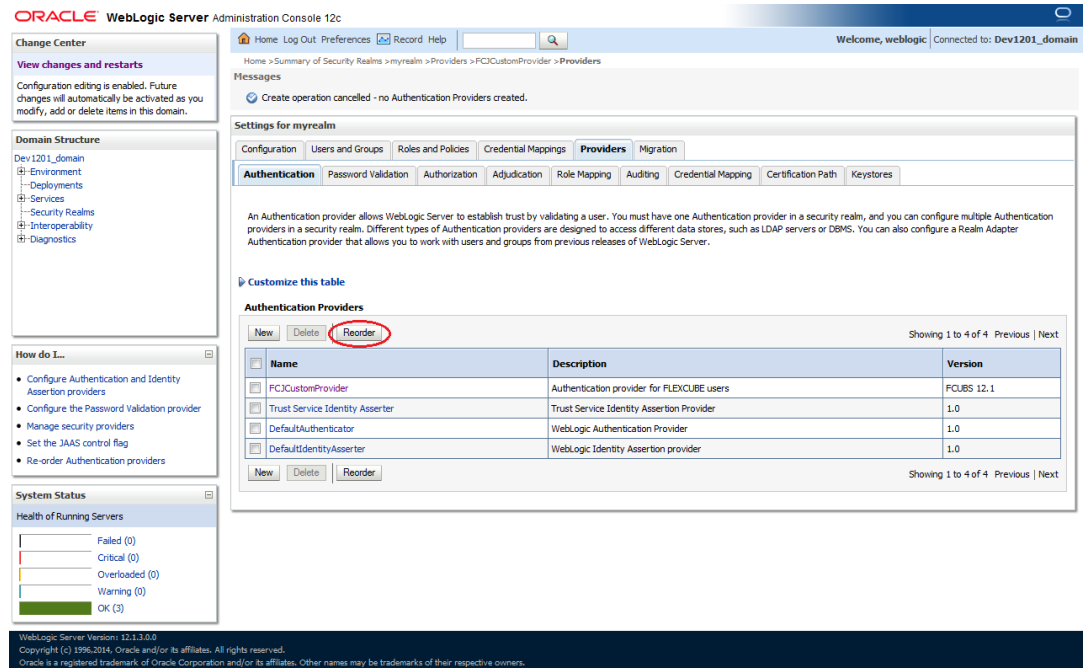 ORACLE WebLogic Server Administration Console 12c
Change Center
View changes and restarts
Configuration editing is enabled. Future
changes will automatically be activated as you
modify, add or delete items in this domain.
Domain Structure
Dev1201_domain
Environment
Deployments
Services
Security Realms
Interoperability
Diagnostics
How do I...
Configure Authentication and Identity
Assertion providers
Configure the Password Validation provider
Manage security providers
Set the JAAS control flag
Re-order Authentication providers
System Status
Health of Running Servers
Failed (0)
Critical (0)
Overloaded (0)
Warning (0)
OK (3)
Home Log Out Preferences Record Help
Welcome, weblogic Connected to: Dev1201_domain
Home >Summary of Security Realms >myrealm >Providers >FCJCustomProvider >Providers
Messages
Create operation cancelled - no Authentication Providers created.
Settings for myrealm
Configuration Users and Groups Roles and Policies Credential Mappings Providers Migration
Authentication Password Validation Authorization Adjudication Role Mapping Auditing Credential Mapping Certification Path Keystores
An Authentication provider allows WebLogic Server to establish trust by validating a user. You must have one Authentication provider in a security realm, and you can configure multiple Authentication
providers in a security realm. Different types of Authentication providers are designed to access different data stores, such as LDAP servers or DBMS. You can also configure a Realm Adapter
Authentication provider that allows you to work with users and groups from previous releases of WebLogic Server.
Customize this table
Authentication Providers
New Delete Reorder Showing 1 to 4 of 4 Previous | Next
Name Description Version
FCJCustomProvider Authentication provider for FLEXCUBE users FCUBS 12.1
Trust Service Identity Asserter Trust Service Identity Assertion Provider 1.0
DefaultAuthenticator WebLogic Authentication Provider 1.0
DefaultIdentityAsserter WebLogic Identity Assertion provider 1.0
New Delete Reorder Showing 1 to 4 of 4 Previous | Next
WebLogic Server Version: 12.1.3.0.0
Copyright (c) 1996,2014, Oracle and/or its affiliates. All rights reserved.
Oracle is a registered trademark of Oracle Corporation and/or its affiliates. Other names may be trademarks of their respective owners.